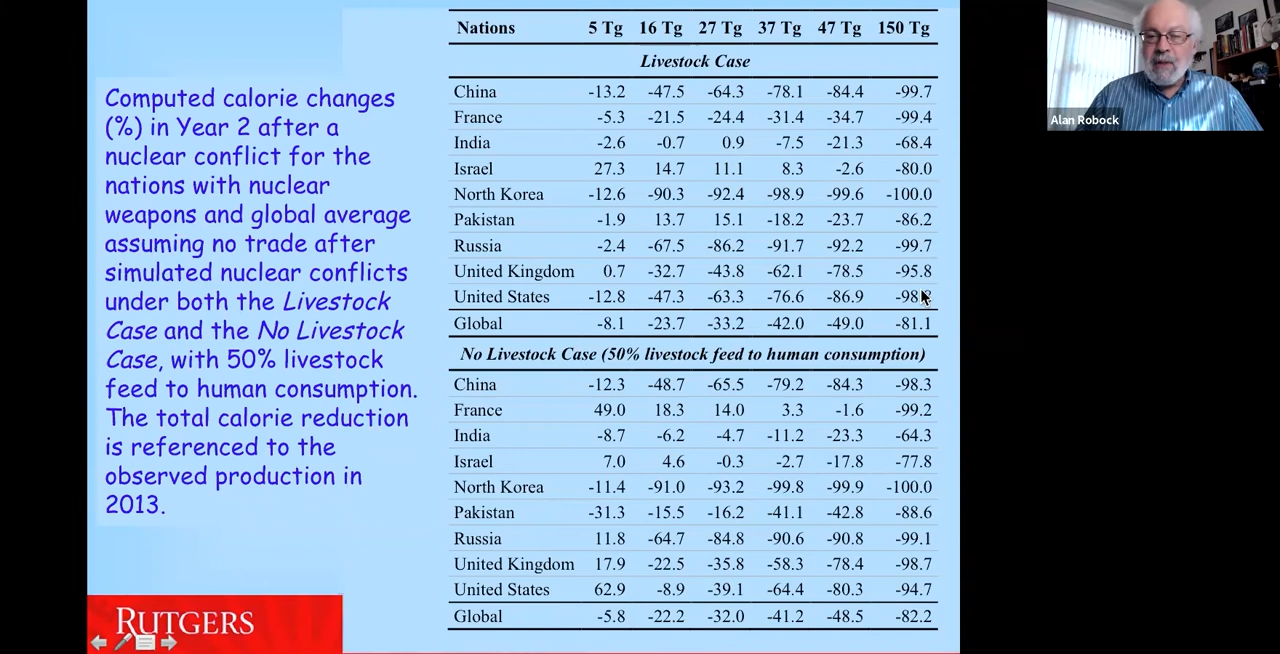 Computed calorie changes
(%) in Year 2 after a
nuclear conflict for the
nations with nuclear
weapons and global average
assuming no trade after
simulated nuclear conflicts
under both the Livestock
Case and the No Livestock
Case, with 50% livestock
feed to human consumption.
The total calorie reduction
is referenced to the
observed production in
2013.
Nations 5 Tg 16 Tg 27 Tg 37 Tg 47 Tg 150 Tg
Livestock Case
China -13.2 -47.5 -64.3 -78.1 -84.4 -99.7
France -5.3 -21.5 -24.4 -31.4 -34.7 -99.4
India -2.6 -0.7 0.9 -7.5 -21.3 -68.4
Israel 27.3 14.7 11.1 8.3 -2.6 -80.0
North Korea -12.6 -90.3 -92.4 -98.9 -99.6 -100.0
Pakistan -1.9 13.7 15.1 -18.2 -23.7 -86.2
Russia -2.4 -67.5 -86.2 -91.7 -92.2 -99.7
United Kingdom 0.7 -32.7 -43.8 -62.1 -78.5 -95.8
United States -12.8 -47.3 -63.3 -76.6 -86.9
Global -8.1 -23.7 -33.2 -42.0 -49.0 -81.1
No Livestock Case (50% livestock feed to human consumption)
China -12.3 -48.7 -65.5 -79.2 -84.3 -98.3
France 49.0 18.3 14.0 3.3 -1.6 -99.2
India -8.7 -6.2 -4.7 -11.2 -23.3 -64.3
Israel 7.0 4.6 -0.3 -2.7 -17.8 -77.8
North Korea -11.4 -91.0 -93.2 -99.8 -99.9 -100.0
Pakistan -31.3 -15.5 -16.2 -41.1 -42.8 -88.6
Russia 11.8 -64.7 -84.8 -90.6 -90.8 -99.1
United Kingdom 17.9 -22.5 -35.8 -58.3 -78.4 -98.7
United States 62.9 -8.9 -39.1 -64.4 -80.3 -94.7
Global -5.8 -22.2 -32.0 -41.2 -48.5 -82.2
RUTGERS
Alan Robock